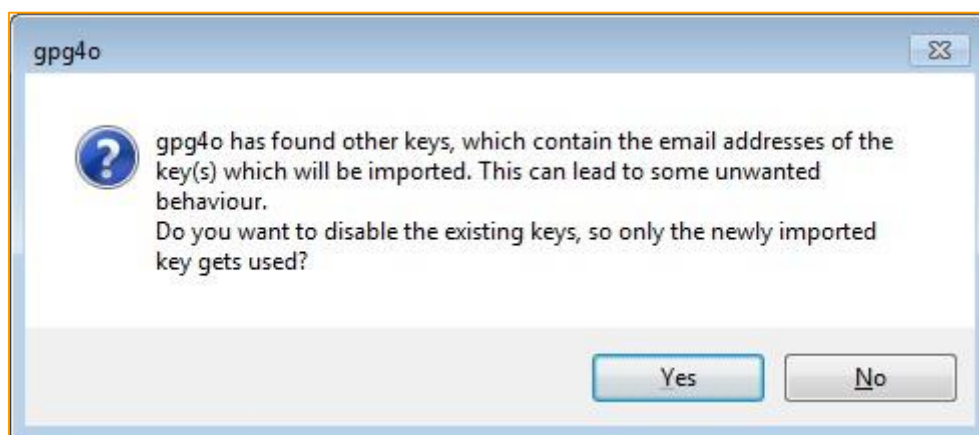 gpg4o
gpg4o has found other keys, which contain the email addresses of the
key(s) which will be imported. This can lead to some unwanted
behaviour.
Do you want to disable the existing keys, so only the newly imported
key gets used?
Yes
No